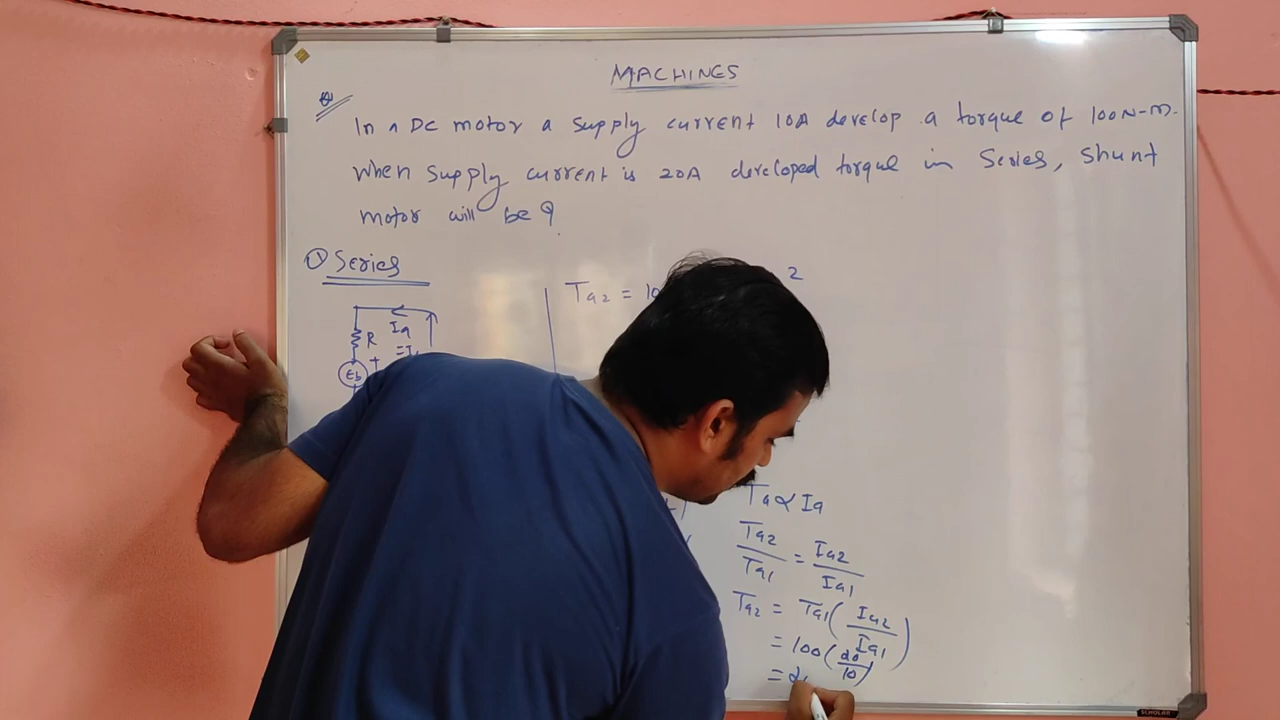 MACHINES
Q
In a DC motor a supply current 10A develop a torque of 100N-m.
when supply current is 20A developed torque in Series, Shunt
motor will be ?
① Series
R Ia
=I
+
Eb
Ta2 = 10
2
Ta ∝ Ia
Ta2/Ta1 = Ia2/Ia1
Ta2 = Ta1(Ia2/Ia1)
= 100(20/10)
= 2
SCHOLAR